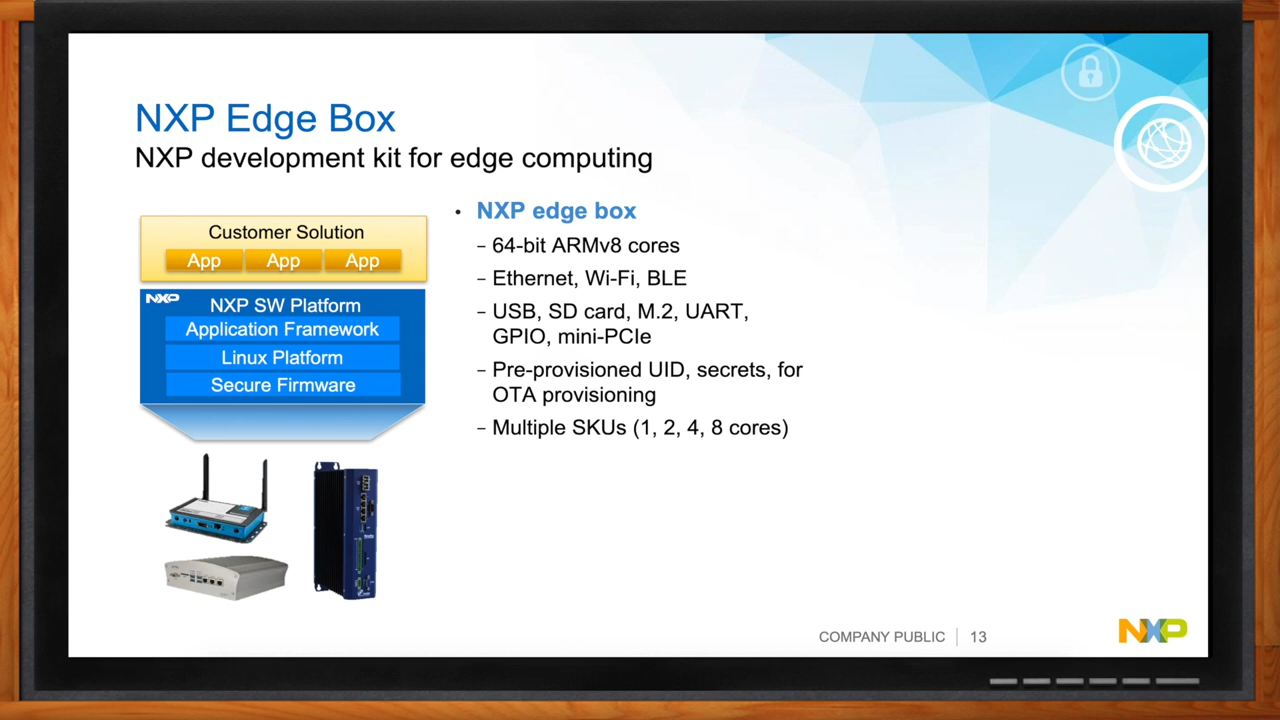 NXP Edge Box
NXP development kit for edge computing
Customer Solution
App App App
NXP
NXP SW Platform
Application Framework
Linux Platform
Secure Firmware
• NXP edge box
– 64-bit ARMv8 cores
– Ethernet, Wi-Fi, BLE
– USB, SD card, M.2, UART,
GPIO, mini-PCIe
– Pre-provisioned UID, secrets, for
OTA provisioning
– Multiple SKUs (1, 2, 4, 8 cores)
COMPANY PUBLIC | 13
NXP